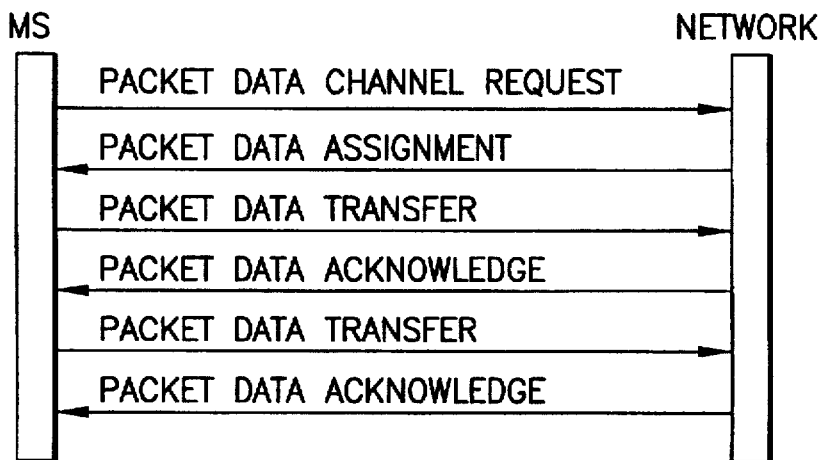 MS
NETWORK
PACKET DATA CHANNEL REQUEST
PACKET DATA ASSIGNMENT
PACKET DATA TRANSFER
PACKET DATA ACKNOWLEDGE
PACKET DATA TRANSFER
PACKET DATA ACKNOWLEDGE